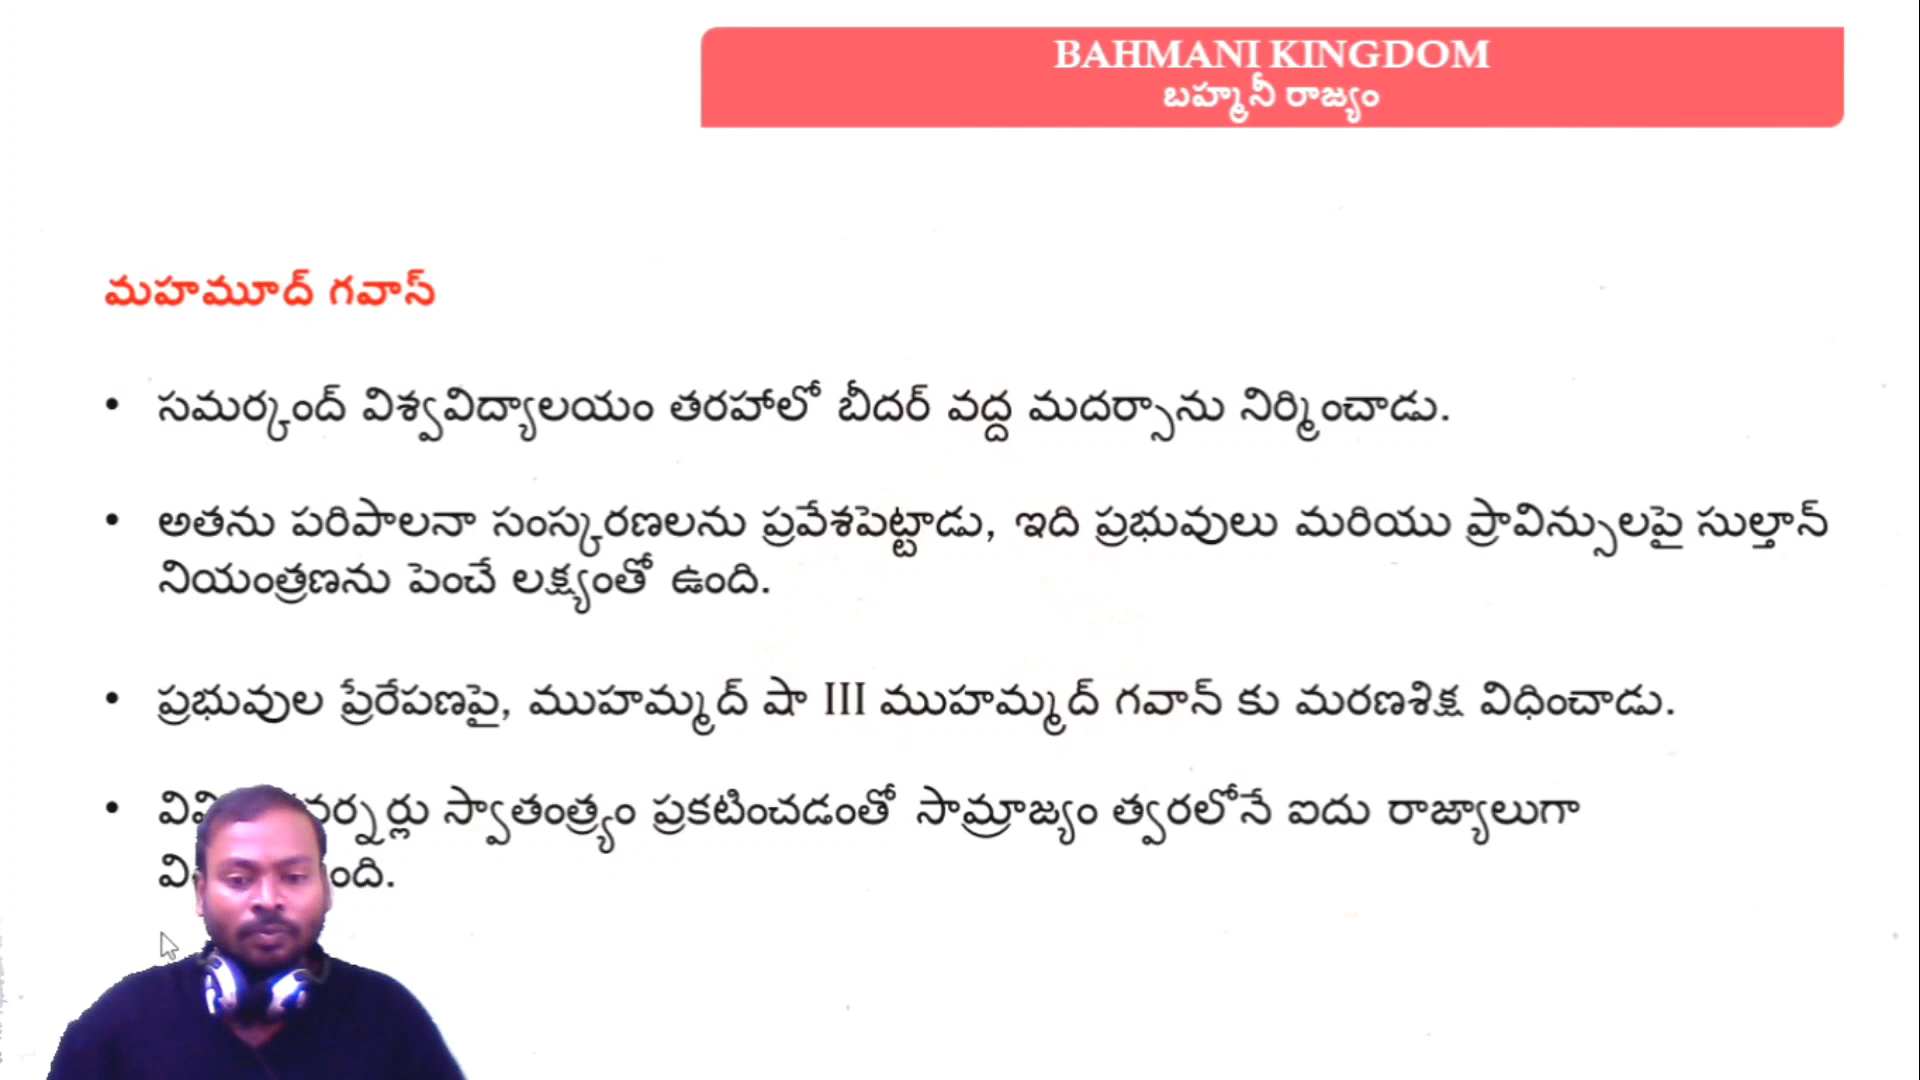 BAHMANI KINGDOM
బహ్మనీ రాజ్యం
మహమూద్ గవాస్
• సమర్కంద్ విశ్వవిద్యాలయం తరహాలో బీదర్ వద్ద మదర్సాను నిర్మించాడు.
• అతను పరిపాలనా సంస్కరణలను ప్రవేశపెట్టాడు, ఇది ప్రభువులు మరియు ప్రావిన్సులపై సుల్తాన్
నియంత్రణను పెంచే లక్ష్యంతో ఉంది.
• ప్రభువుల ప్రేరేపణపై, ముహమ్మద్ షా III ముహమ్మద్ గవాన్ కు మరణశిక్ష విధించాడు.
• స్వాతంత్ర్యం ప్రకటించడంతో సామ్రాజ్యం త్వరలోనే ఐదు రాజ్యాలుగా